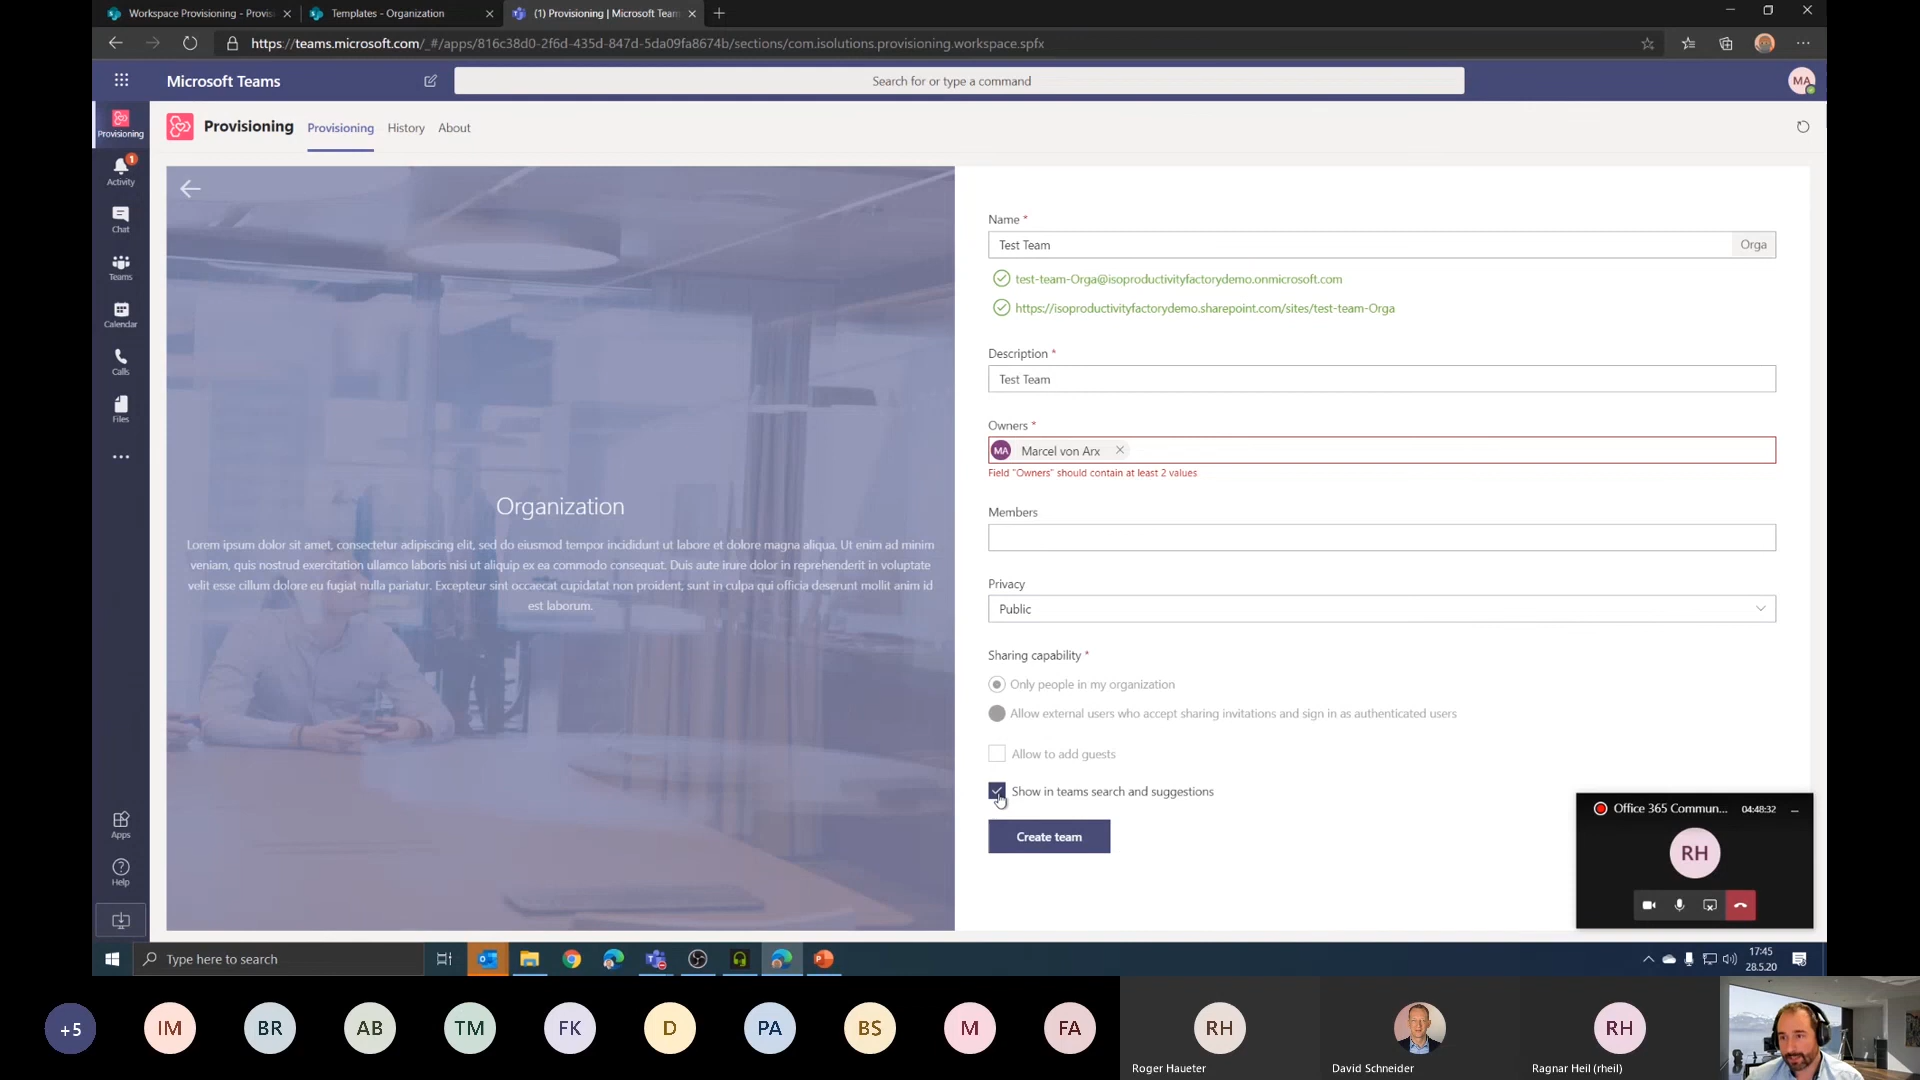 Workspace Provisioning - Provisi
Templates - Organization
(1) Provisioning | Microsoft Team
https://teams.microsoft.com/_#/apps/816c38d0-2f6d-435d-847d-5da09fa8674b/sections/com.isolutions.provisioning.workspace.spfx
Microsoft Teams
Search for or type a command
MA
Provisioning
Provisioning
History
About
Provisioning
1
Activity
Chat
Teams
Calendar
Calls
Files
Apps
Help
Organization
Lorem ipsum dolor sit amet, consectetur adipiscing elit, sed do eiusmod tempor incididunt ut labore et dolore magna aliqua. Ut enim ad minim
veniam, quis nostrud exercitation ullamco laboris nisi ut aliquip ex ea commodo consequat. Duis aute irure dolor in reprehenderit in voluptate
velit esse cillum dolore eu fugiat nulla pariatur. Excepteur sint occaecat cupidatat non proident, sunt in culpa qui officia deserunt mollit anim id
est laborum.
Name *
Test Team
Orga
test-team-Orga@isoproductivityfactorydemo.onmicrosoft.com
https://isoproductivityfactorydemo.sharepoint.com/sites/test-team-Orga
Description *
Test Team
Owners *
MA Marcel von Arx
Field "Owners" should contain at least 2 values
Members
Privacy
Public
Sharing capability *
Only people in my organization
Allow external users who accept sharing invitations and sign in as authenticated users
Allow to add guests
Show in teams search and suggestions
Create team
Office 365 Commun... 04:48:32
RH
Type here to search
17:45
28.5.20
+5
IM
BR
AB
TM
FK
D
PA
BS
M
FA
RH
Roger Haueter
David Schneider
RH
Ragnar Heil (rheil)